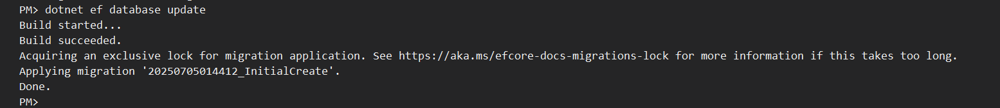 PM> dotnet ef database update
Build started...
Build succeeded.
Acquiring an exclusive lock for migration application. See https://aka.ms/efcore-docs-migrations-lock for more information if this takes too long.
Applying migration '20250705014412_InitialCreate'.
Done.
PM>